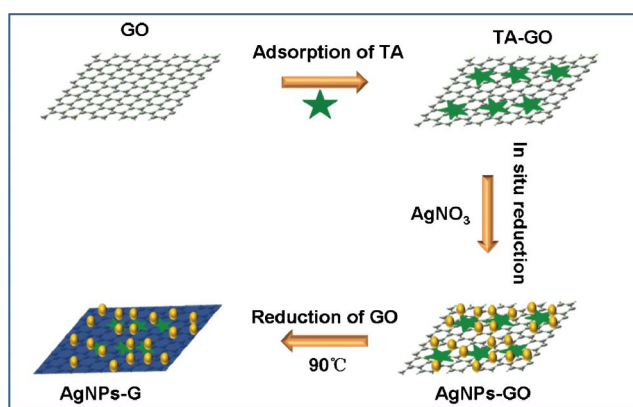 GO
Adsorption of TA
TA-GO
In situ reduction
AgNO₃
AgNPs-GO
Reduction of GO
90℃
AgNPs-G